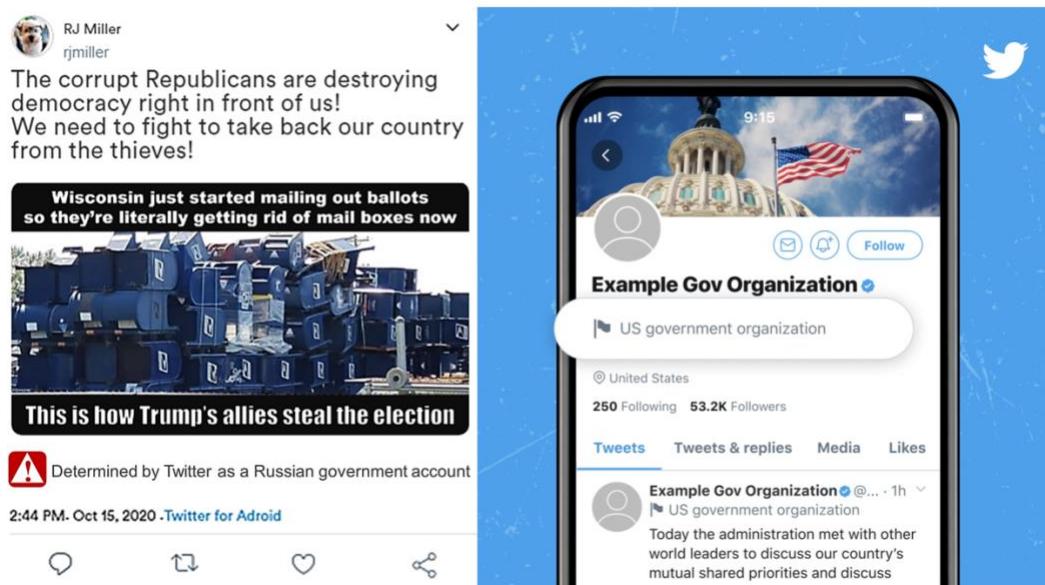 RJ Miller
rjmiller
The corrupt Republicans are destroying
democracy right in front of us!
We need to fight to take back our country
from the thieves!
Wisconsin just started mailing out ballots
so they're literally getting rid of mail boxes now
This is how Trump's allies steal the election
Determined by Twitter as a Russian government account
2:44 PM. Oct 15, 2020 .Twitter for Adroid
9:15
Follow
Example Gov Organization
US government organization
United States
250 Following 53.2K Followers
Tweets Tweets & replies Media Likes
Example Gov Organization @... · 1h
US government organization
Today the administration met with other
world leaders to discuss our country's
mutual shared priorities and discuss